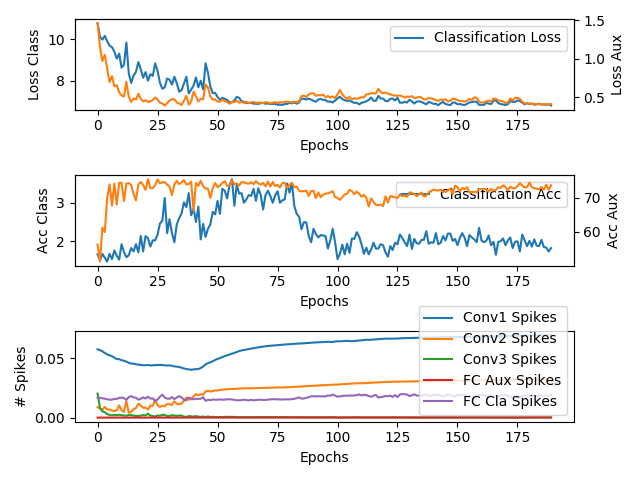 10
8
Loss Class
Classification Loss
1.5
1.0
0.5
Loss Aux
0 25 50 75 100 125 150 175
Epochs
3
2
Acc Class
Classification Acc
70
60
Acc Aux
0 25 50 75 100 125 150 175
Epochs
0.05
0.00
# Spikes
Conv1 Spikes
Conv2 Spikes
Conv3 Spikes
FC Aux Spikes
FC Cla Spikes
0 25 50 75 100 125 150 175
Epochs